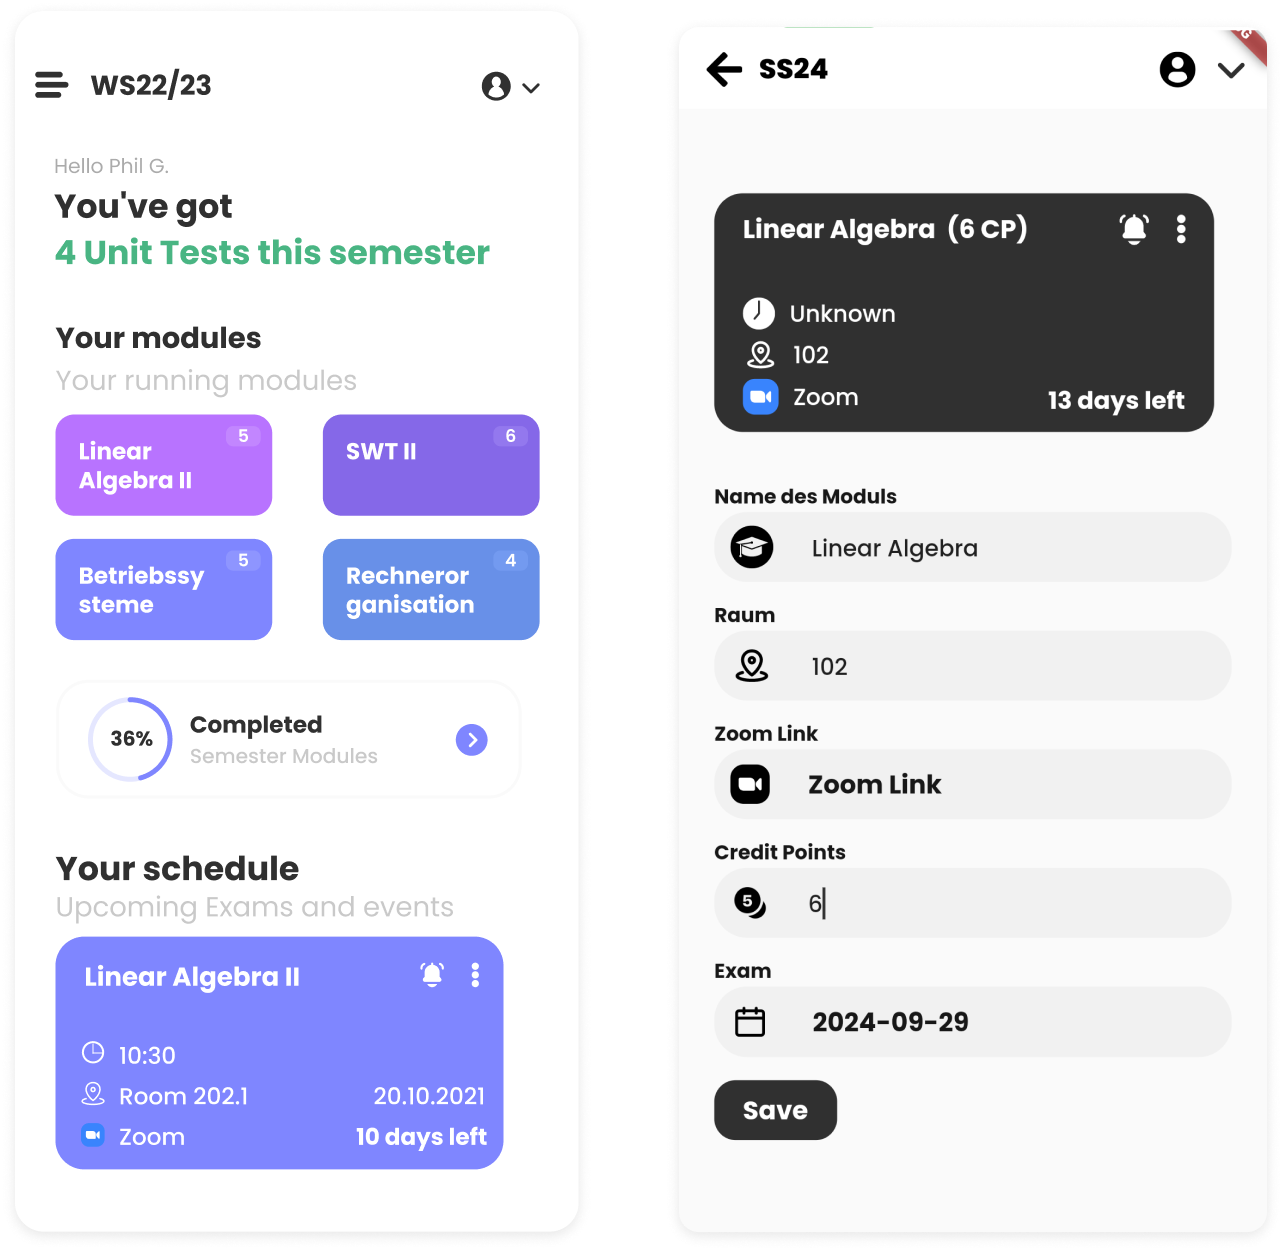 WS22/23
Hello Phil G.
You've got
4 Unit Tests this semester
Your modules
Your running modules
5
Linear
Algebra II
6
SWT II
5
Betriebssy
steme
4
Rechneror
ganisation
36%
Completed
Semester Modules
Your schedule
Upcoming Exams and events
Linear Algebra II
10:30
Room 202.1
20.10.2021
Zoom
10 days left
SS24
Linear Algebra (6 CP)
Unknown
102
Zoom
13 days left
Name des Moduls
Linear Algebra
Raum
102
Zoom Link
Zoom Link
Credit Points
5
6
Exam
2024-09-29
Save